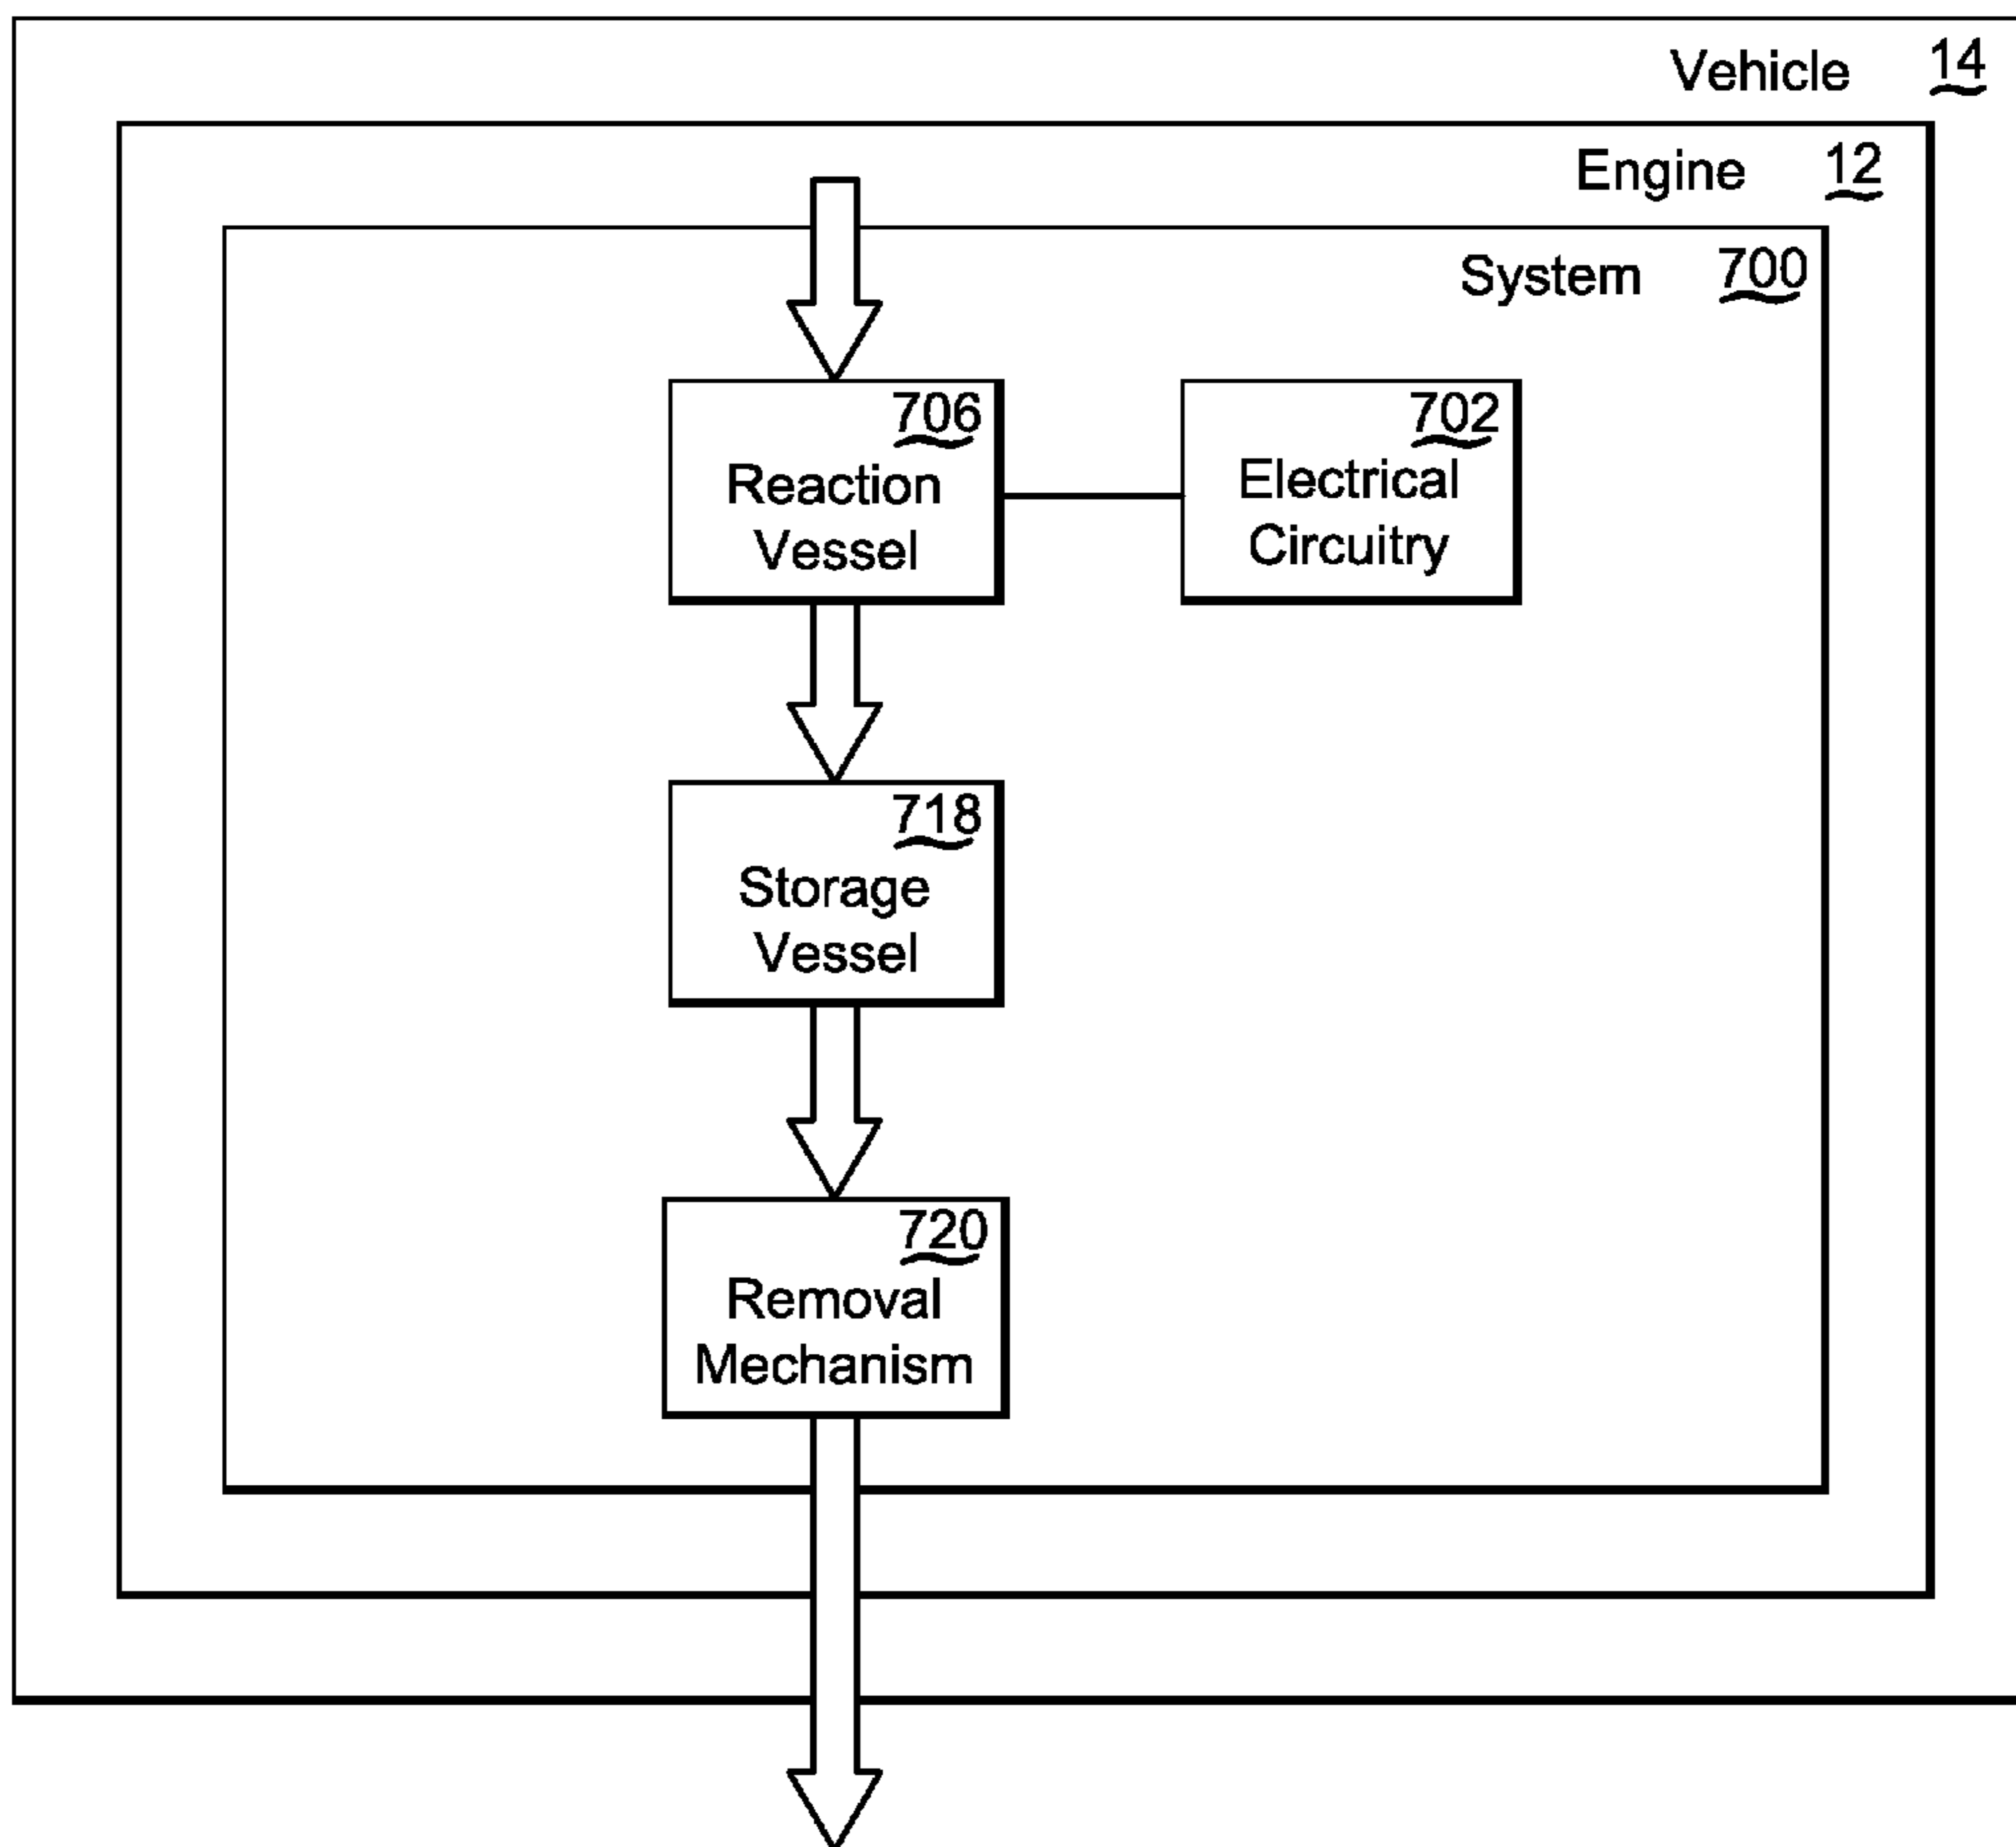 Vehicle 14
Engine 12
System 700
706
Reaction
Vessel
702
Electrical
Circuitry
718
Storage
Vessel
720
Removal
Mechanism